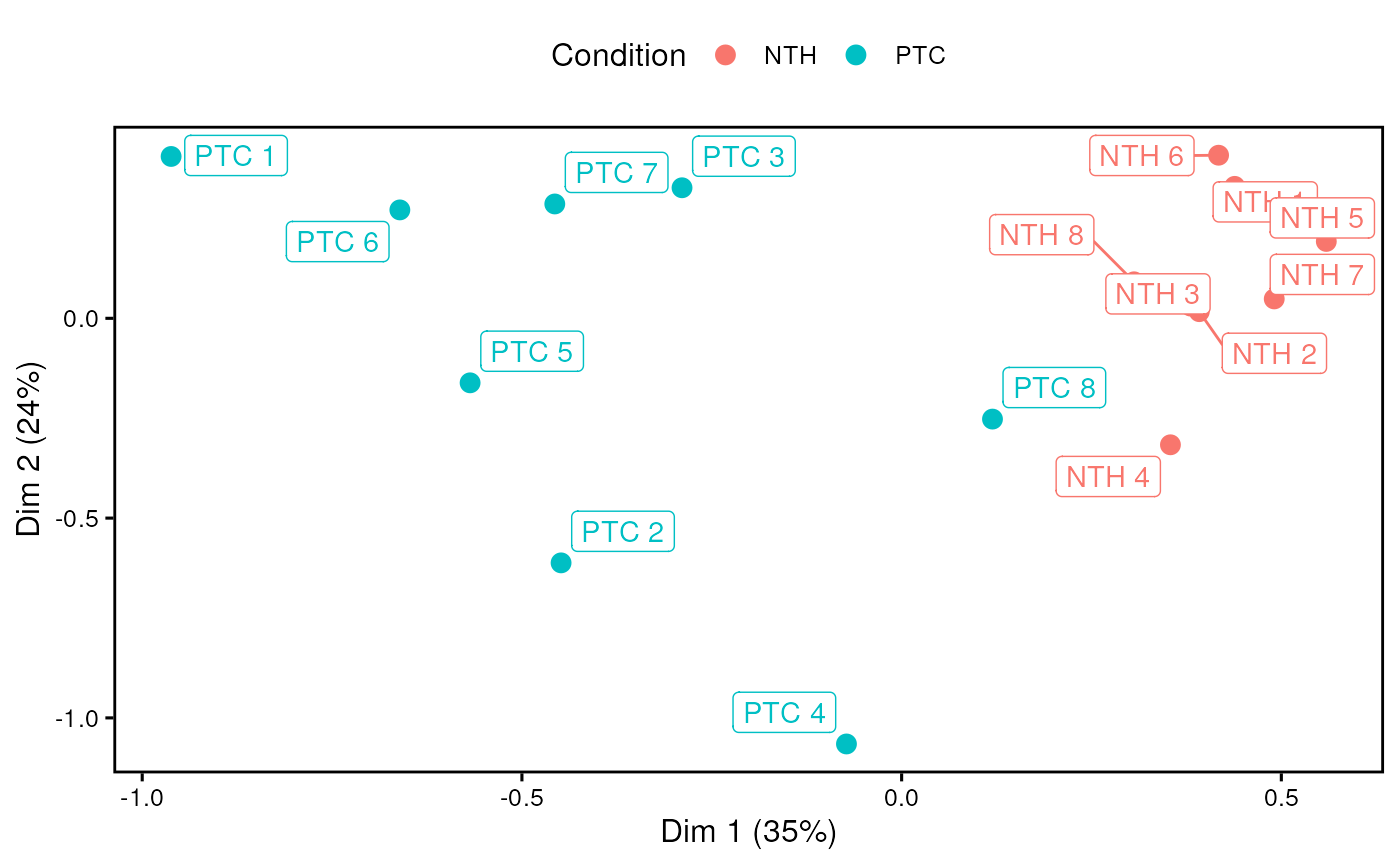 Condition NTH PTC
PTC 1
PTC 3
NTH 6
PTC 7
NTH 1
NTH 5
PTC 6
NTH 8
NTH 7
NTH 3
0.0
PTC 5
NTH 2
PTC 8
NTH 4
-0.5
PTC 2
PTC 4
-1.0
Dim 2 (24%)
-1.0 -0.5 0.0 0.5
Dim 1 (35%)